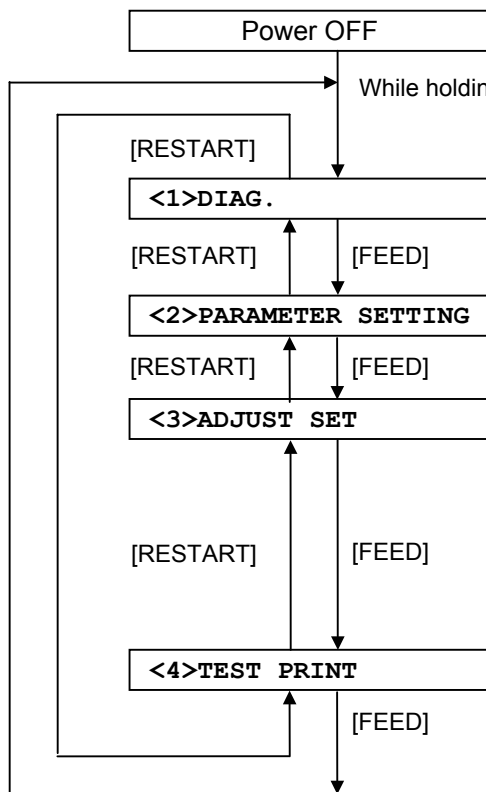 Power OFF
While holdin
[RESTART]
<1>DIAG.
[RESTART] [FEED]
<2>PARAMETER SETTING
[RESTART] [FEED]
<3>ADJUST SET
[RESTART] [FEED]
<4>TEST PRINT
[FEED]